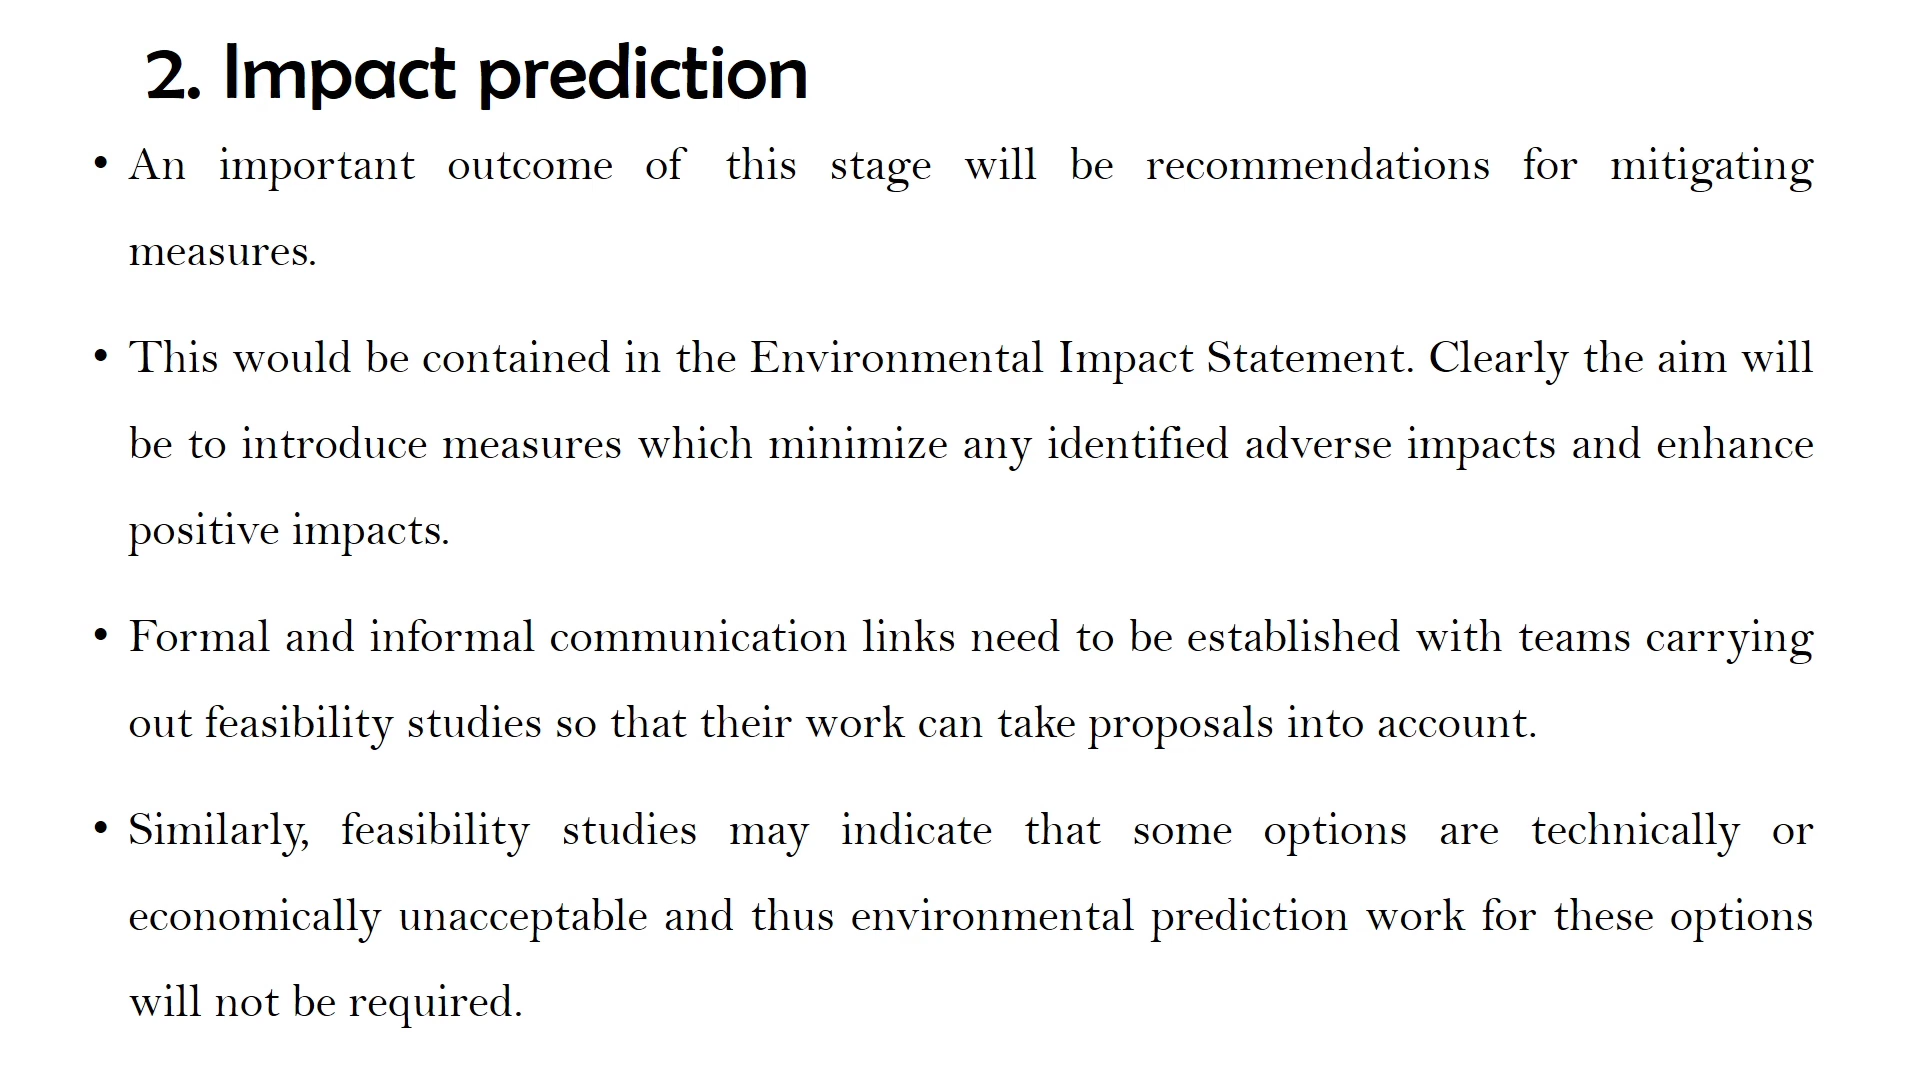 2. Impact prediction
• An important outcome of this stage will be recommendations for mitigating
measures.
• This would be contained in the Environmental Impact Statement. Clearly the aim will
be to introduce measures which minimize any identified adverse impacts and enhance
positive impacts.
• Formal and informal communication links need to be established with teams carrying
out feasibility studies so that their work can take proposals into account.
• Similarly, feasibility studies may indicate that some options are technically or
economically unacceptable and thus environmental prediction work for these options
will not be required.